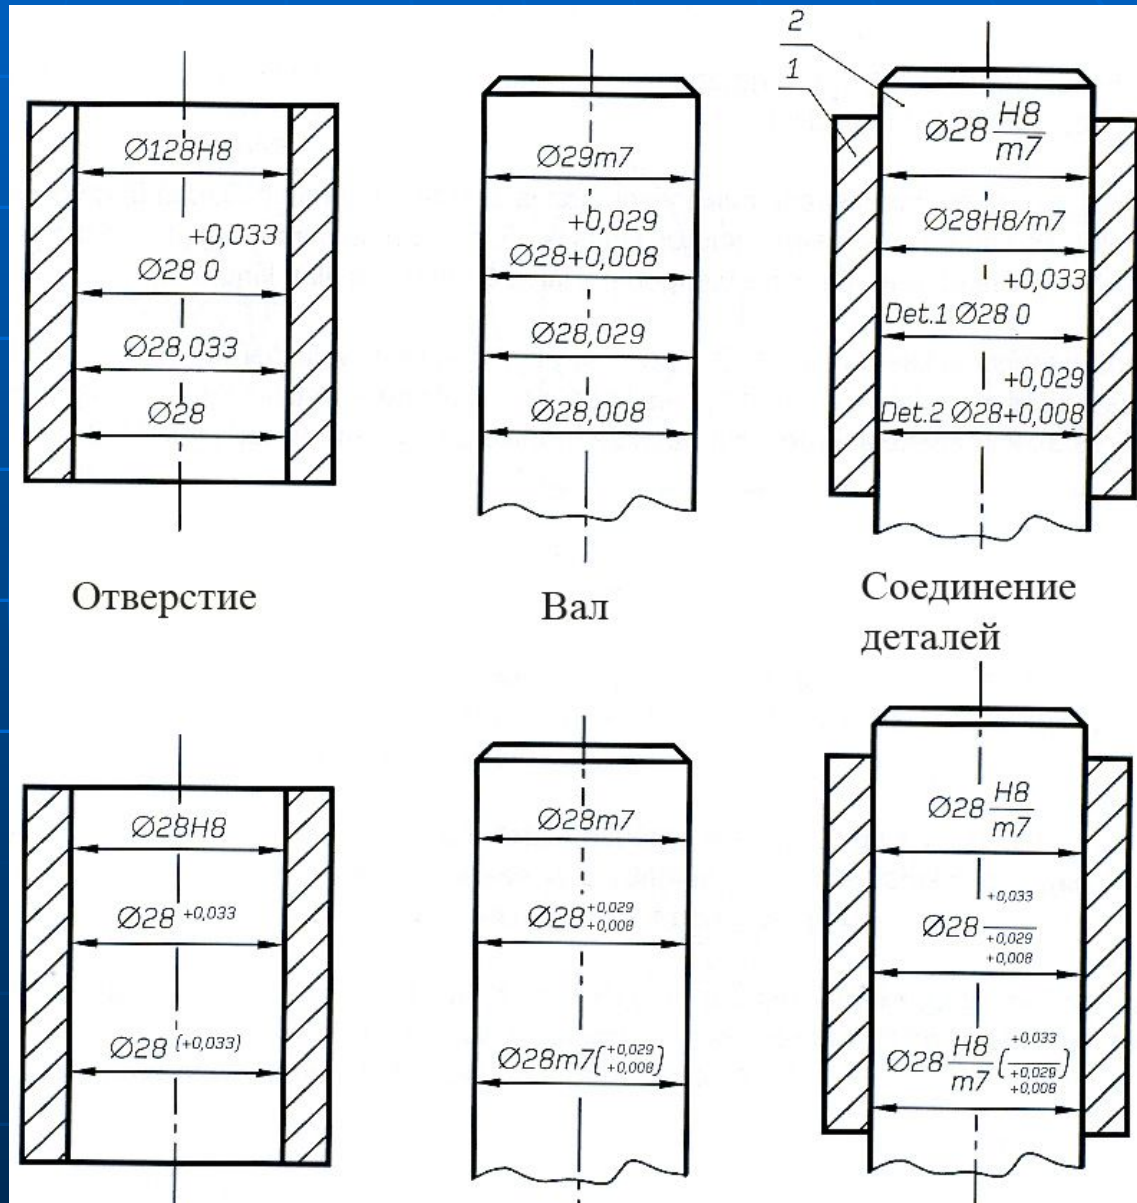 Ø128H8
+0,033
Ø28 0
Ø28,033
Ø28
Ø29m7
+0,029
Ø28+0,008
Ø28,029
Ø28,008
2
1
Ø28 H8/m7
Ø28H8/m7
+0,033
Det.1 Ø28 0
+0,029
Det.2 Ø28+0,008
Отверстие
Вал
Соединение
деталей
Ø28H8
Ø28 +0,033
Ø28 (+0,033)
Ø28m7
Ø28 +0,029 +0,008
Ø28m7(+0,029 +0,008)
Ø28 H8/m7
Ø28 +0,033/+0,029 +0,008
Ø28 H8/m7 (+0,033/+0,029 +0,008)